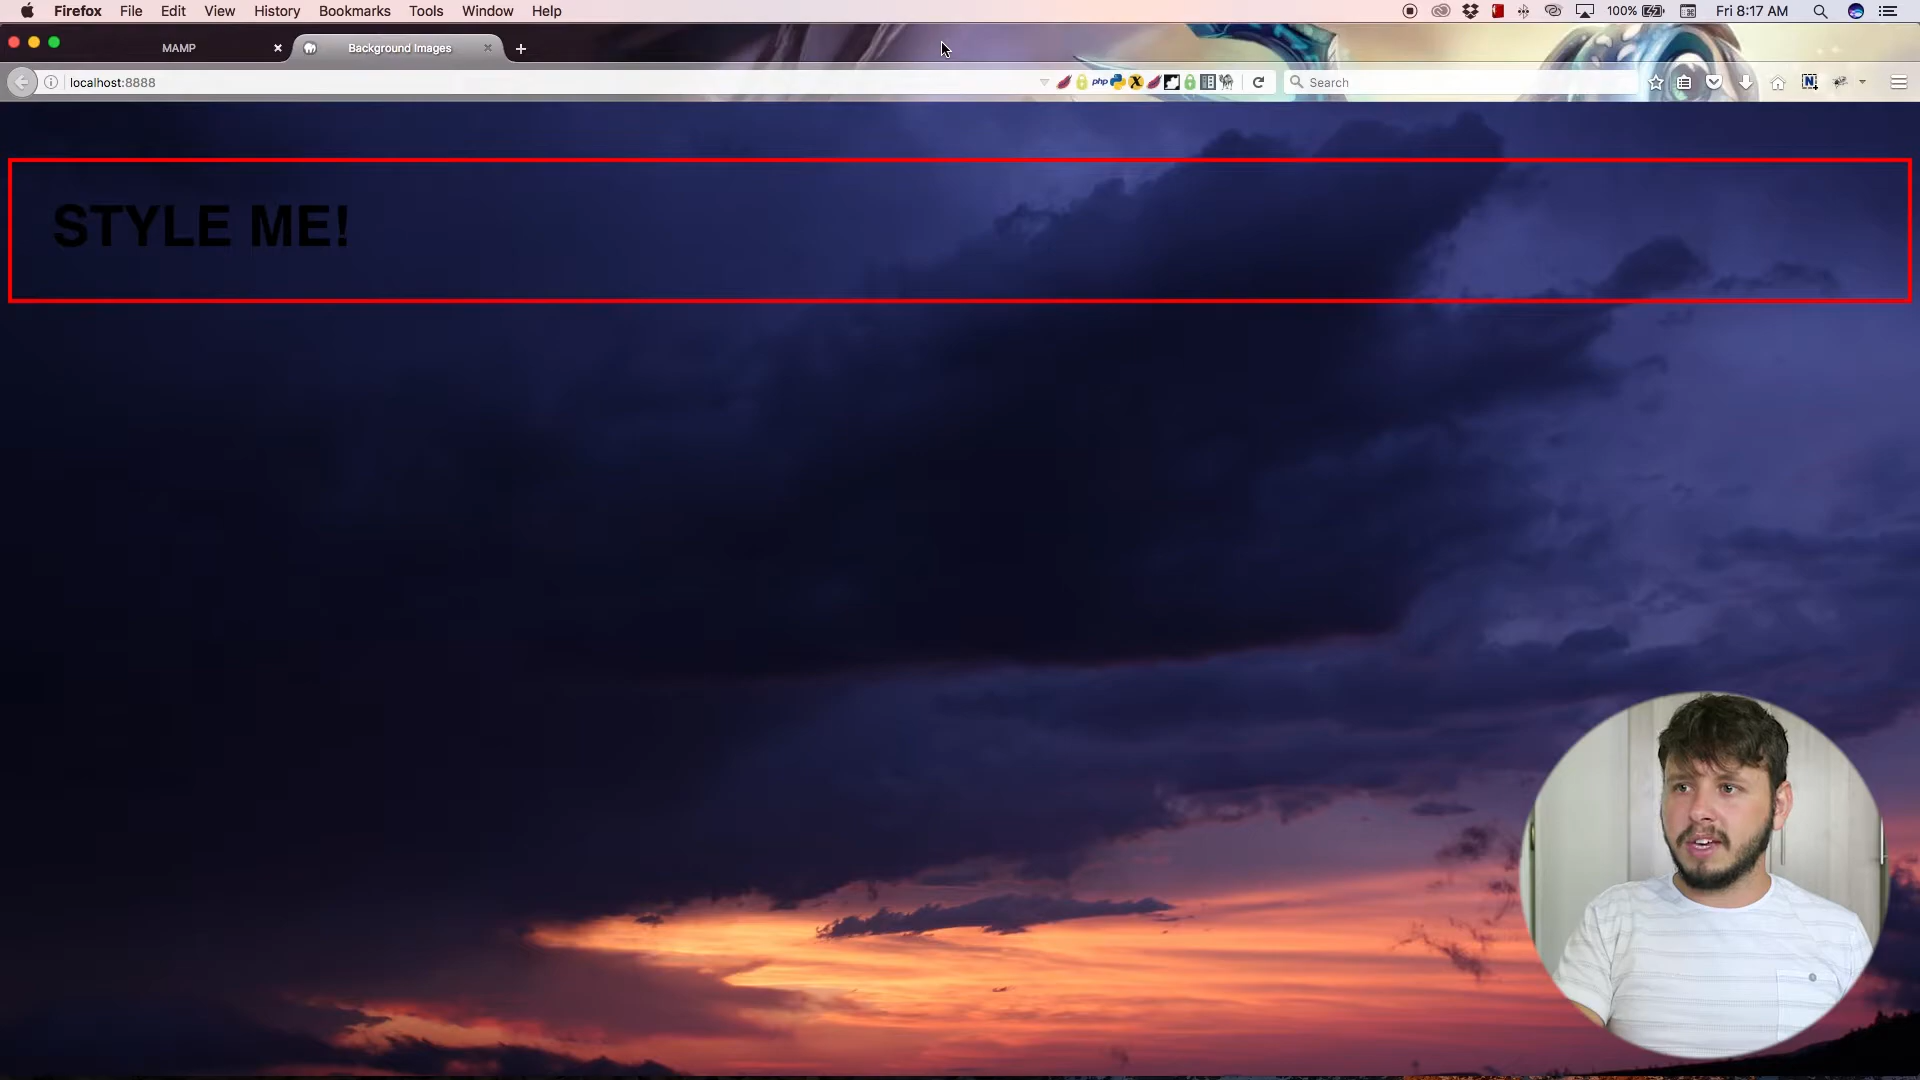 Firefox File Edit View History Bookmarks Tools Window Help 100% Fri 8:17 AM
MAMP Background Images
localhost:8888 php Search N
STYLE ME!